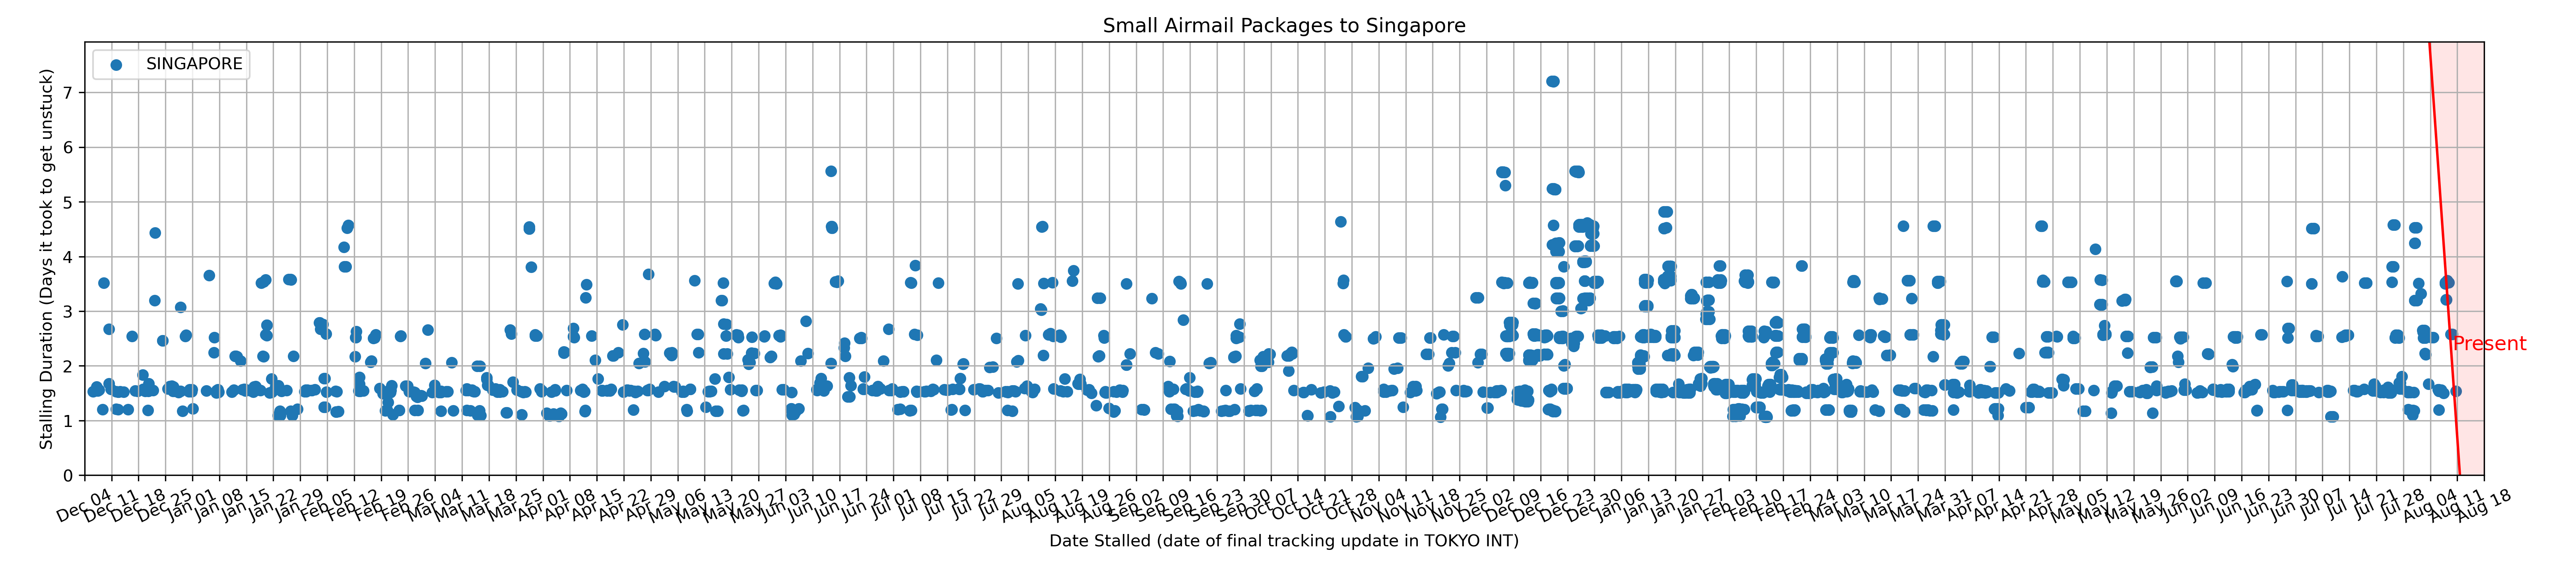 Small Airmail Packages to Singapore
SINGAPORE
Stalling Duration (Days it took to get unstuck)
7
6
5
4
3
2
1
0
Present
Dec 04
Dec 11
Dec 18
Dec 25
Jan 01
Jan 08
Jan 15
Jan 22
Jan 29
Feb 05
Feb 12
Feb 19
Feb 26
Mar 04
Mar 11
Mar 18
Mar 25
Apr 01
Apr 08
Apr 15
Apr 22
Apr 29
May 06
May 13
May 20
May 27
Jun 03
Jun 10
Jun 17
Jun 24
Jul 01
Jul 08
Jul 15
Jul 22
Jul 29
Aug 05
Aug 12
Aug 19
Aug 26
Sep 02
Sep 09
Sep 16
Sep 23
Sep 30
Oct 07
Oct 14
Oct 21
Oct 28
Nov 04
Nov 11
Nov 18
Nov 25
Dec 02
Dec 09
Dec 16
Dec 23
Dec 30
Jan 06
Jan 13
Jan 20
Jan 27
Feb 03
Feb 10
Feb 17
Feb 24
Mar 03
Mar 10
Mar 17
Mar 24
Mar 31
Apr 07
Apr 14
Apr 21
Apr 28
May 05
May 12
May 19
May 26
Jun 02
Jun 09
Jun 16
Jun 23
Jun 30
Jul 07
Jul 14
Jul 21
Jul 28
Aug 04
Aug 11
Aug 18
Date Stalled (date of final tracking update in TOKYO INT)